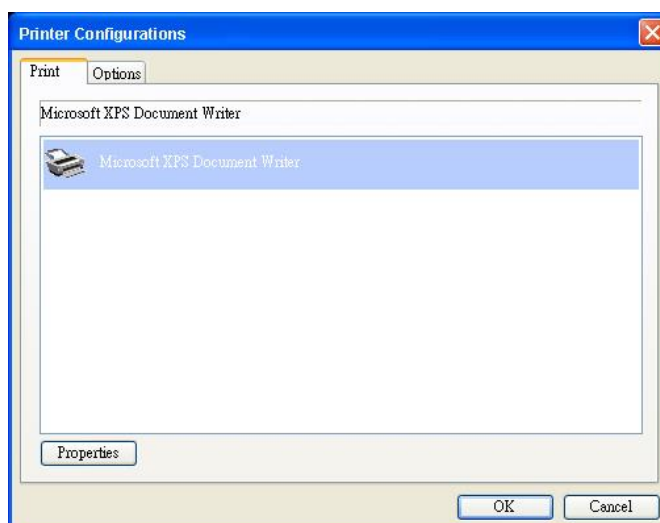 Printer Configurations
Print
Options
Microsoft XPS Document Writer
Microsoft XPS Document Writer
Properties
OK
Cancel